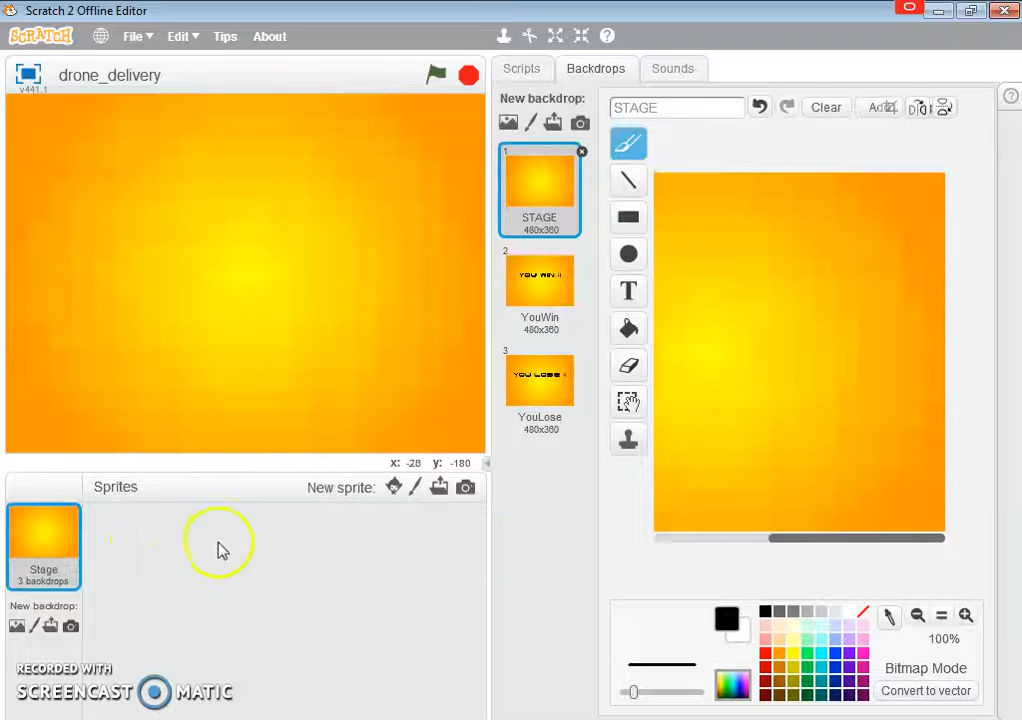 Scratch 2 Offline Editor
SCRATCH File Edit Tips About
drone_delivery
v441.1
Scripts Backdrops Sounds
New backdrop:
STAGE Clear
1
STAGE
480x360
2
YOU WIN !!
YouWin
480x360
3
YOU LOSE !!
YouLose
480x360
x: -28 y: -180
Sprites New sprite:
Stage
3 backdrops
New backdrop:
100%
Bitmap Mode
Convert to vector
RECORDED WITH
SCREENCAST MATIC